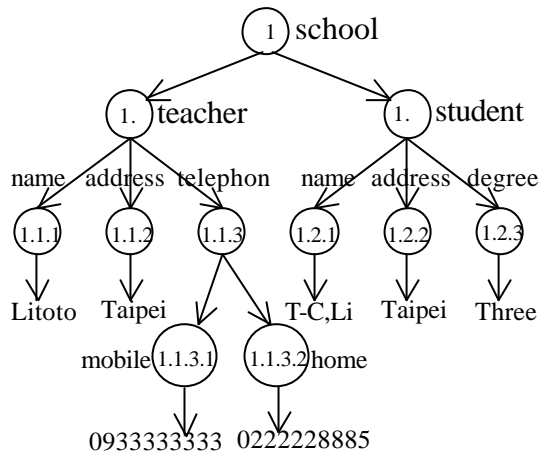 1 school
1. teacher 1. student
name address telephon name address degree
1.1.1 1.1.2 1.1.3 1.2.1 1.2.2 1.2.3
Litoto Taipei T-C,Li Taipei Three
mobile 1.1.3.1 1.1.3.2 home
0933333333 0222228885